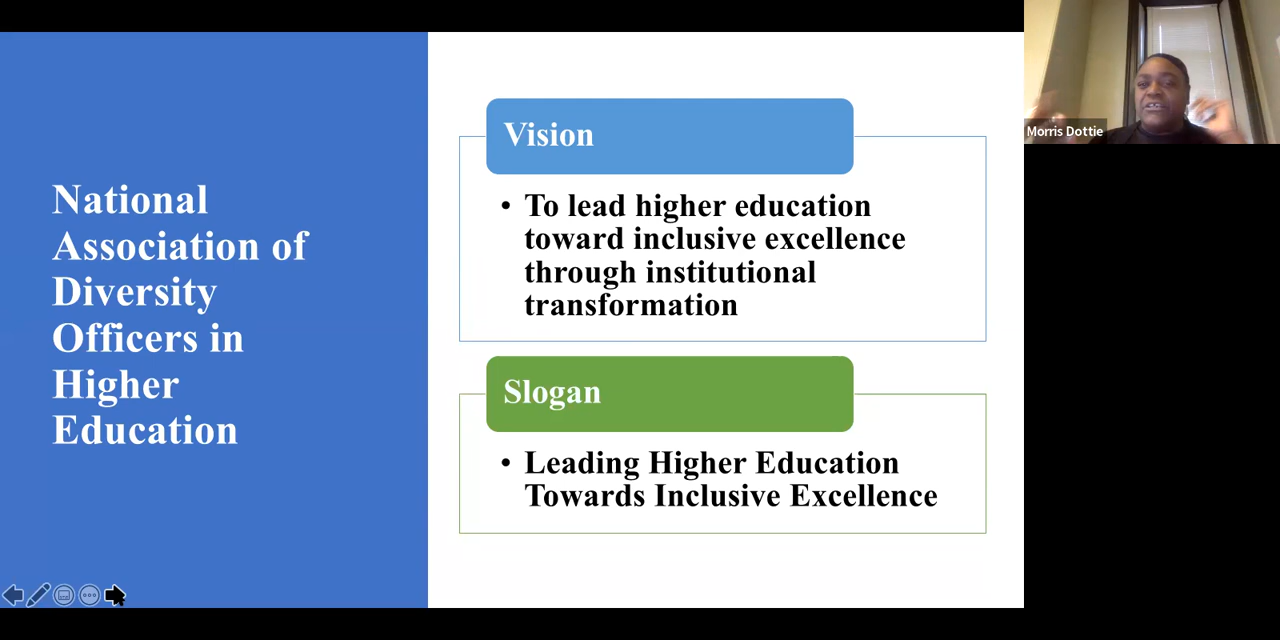 National
Association of
Diversity
Officers in
Higher
Education
Vision
• To lead higher education
toward inclusive excellence
through institutional
transformation
Slogan
• Leading Higher Education
Towards Inclusive Excellence
Morris Dottie